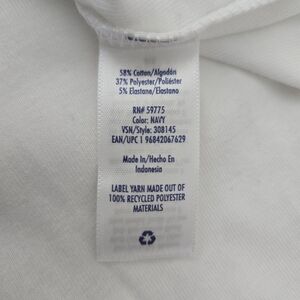 58% Cotton/Algodón
37% Polyester/Poliéster
5% Elastane/Elastano
RN# 59775
Color: NAVY
VSN/Style: 308145
EAN/UPC 1 96842067629
Made In/Hecho En
Indonesia
LABEL YARN MADE OUT OF
100% RECYCLED POLYESTER
MATERIALS